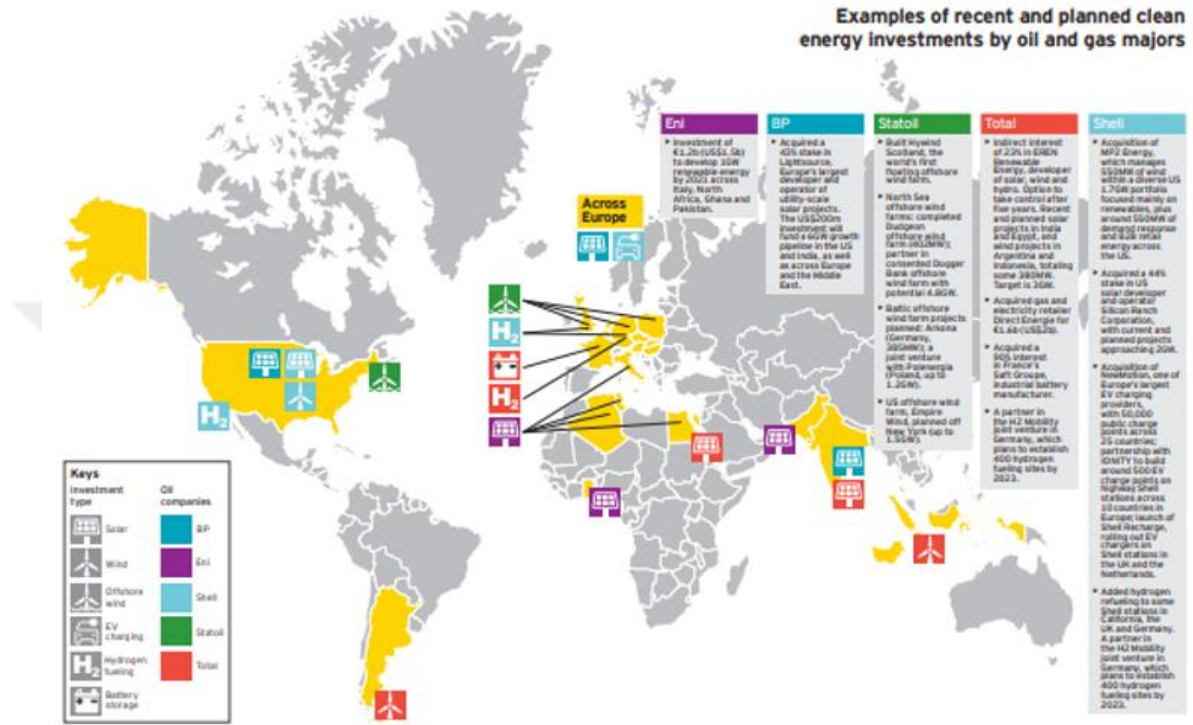 Examples of recent and planned clean
energy investments by oil and gas majors
Eni
‣ Investment of
€1.2b (US$1.5b)
to develop 1GW
renewable energy
by 2021 across
Italy, North
Africa, Ghana and
Pakistan.
BP
‣ Acquired a
43% stake in
Lightsource,
Europe's largest
developer and
operator of
utility-scale
solar projects.
The US$200m
investment will
fund a 6GW growth
pipeline in the US
and India, as well
as across Europe
and the Middle
East.
Statoil
‣ Built Hywind
Scotland, the
world's first
floating offshore
wind farm.
‣ North Sea
offshore wind
farms: completed
Dudgeon
offshore wind
farm (402MW);
partner in
consented Dogger
Bank offshore
wind farm with
potential 4.8GW.
‣ Baltic offshore
wind farm projects
planned: Arkona
(Germany,
385MW); a
joint venture
with Polenergia
(Poland, up to
1.2GW).
‣ US offshore wind
farm, Empire
Wind, planned off
New York (up to
1.5GW).
Total
‣ Indirect interest
of 23% in EREN
Renewable
Energy, developer
of solar, wind and
hydro. Option to
take control after
five years. Recent
and planned solar
projects in India
and Egypt, and
wind projects in
Argentina and
Indonesia, totaling
some 380MW.
Target is 3GW.
‣ Acquired gas and
electricity retailer
Direct Energie for
€1.6b (US$2b).
‣ Acquired a
90% interest
in France's
Saft Groupe,
industrial battery
manufacturer.
‣ A partner in
the H2 Mobility
joint venture in
Germany, which
plans to establish
400 hydrogen
fueling sites by
2023.
Shell
‣ Acquisition of
MP2 Energy,
which manages
550MW of wind
within a diverse US
1.7GW portfolio
focused mainly on
renewables, plus
around 550MW of
demand response
and B2B retail
energy across
the US.
‣ Acquired a 44%
stake in US
solar developer
and operator
Silicon Ranch
Corporation,
with current and
planned projects
approaching 2GW.
‣ Acquisition of
NewMotion, one of
Europe's largest
EV charging
providers,
with 50,000
public charge
points across
25 countries;
partnership with
IONITY to build
around 500 EV
charge points on
highway Shell
stations across
10 countries in
Europe; launch of
Shell Recharge,
rolling out EV
chargers on
Shell stations in
the UK and the
Netherlands.
‣ Added hydrogen
refueling to some
Shell stations in
California, the
UK and Germany.
A partner in
the H2 Mobility
joint venture in
Germany, which
plans to establish
400 hydrogen
fueling sites by
2023.
Across
Europe
H2
H2
H2
Keys
Investment
type
Solar
Wind
Offshore
wind
EV
charging
H2 Hydrogen
fueling
Battery
storage
Oil
companies
BP
Eni
Shell
Statoil
Total